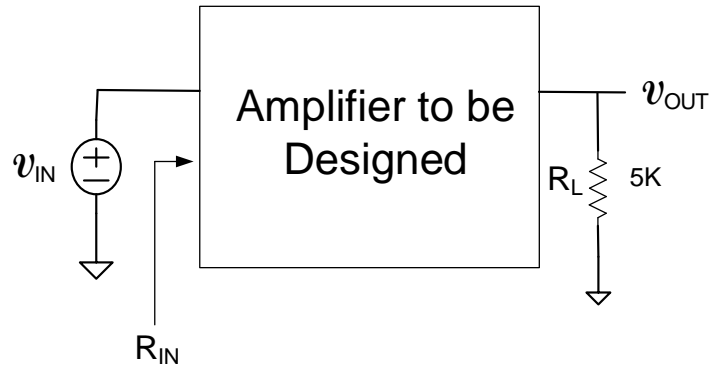 Amplifier to be
Designed
v_IN
v_OUT
R_L
5K
R_IN